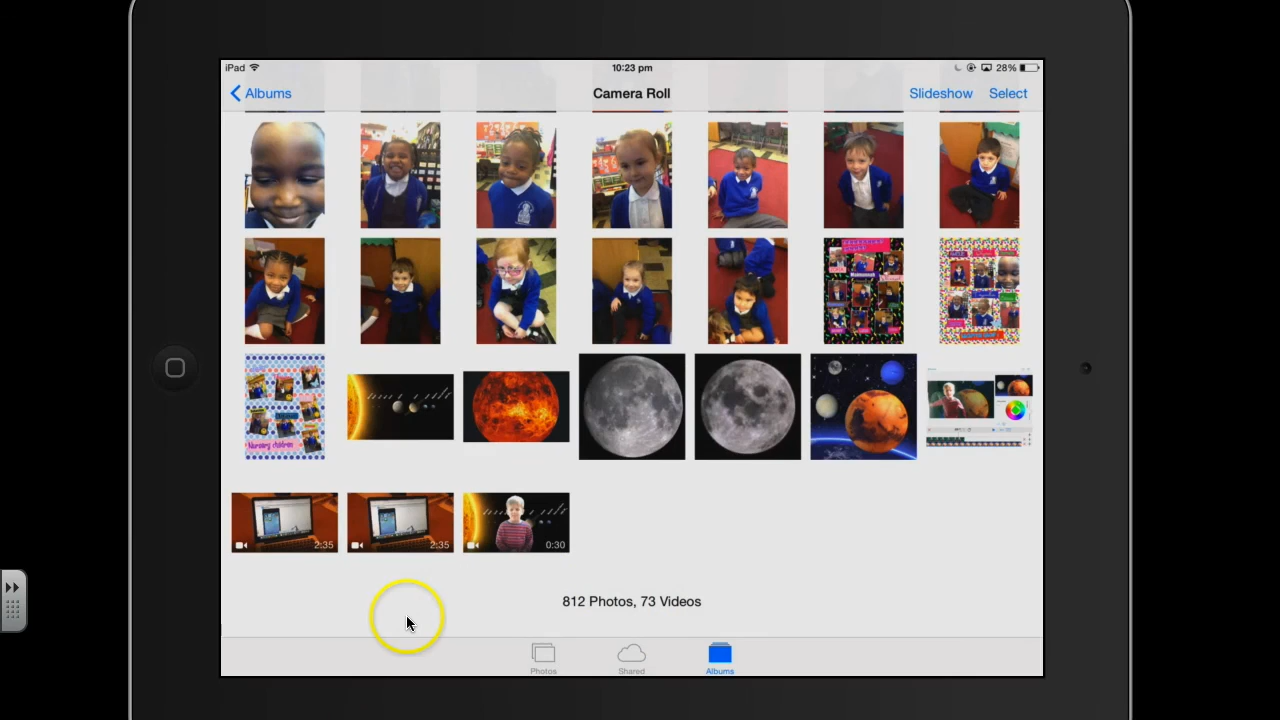 iPad 10:23 pm 28%
Albums Camera Roll Slideshow Select
Nursery children
2:35 2:35 0:30
812 Photos, 73 Videos
Photos Shared Albums